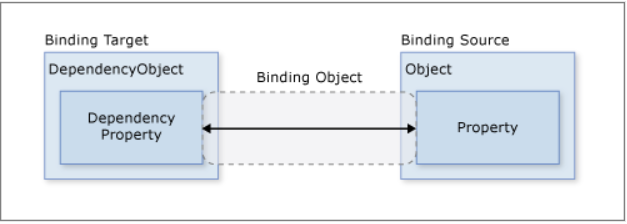 Binding Target
Binding Source
DependencyObject
Object
Binding Object
Dependency
Property
Property